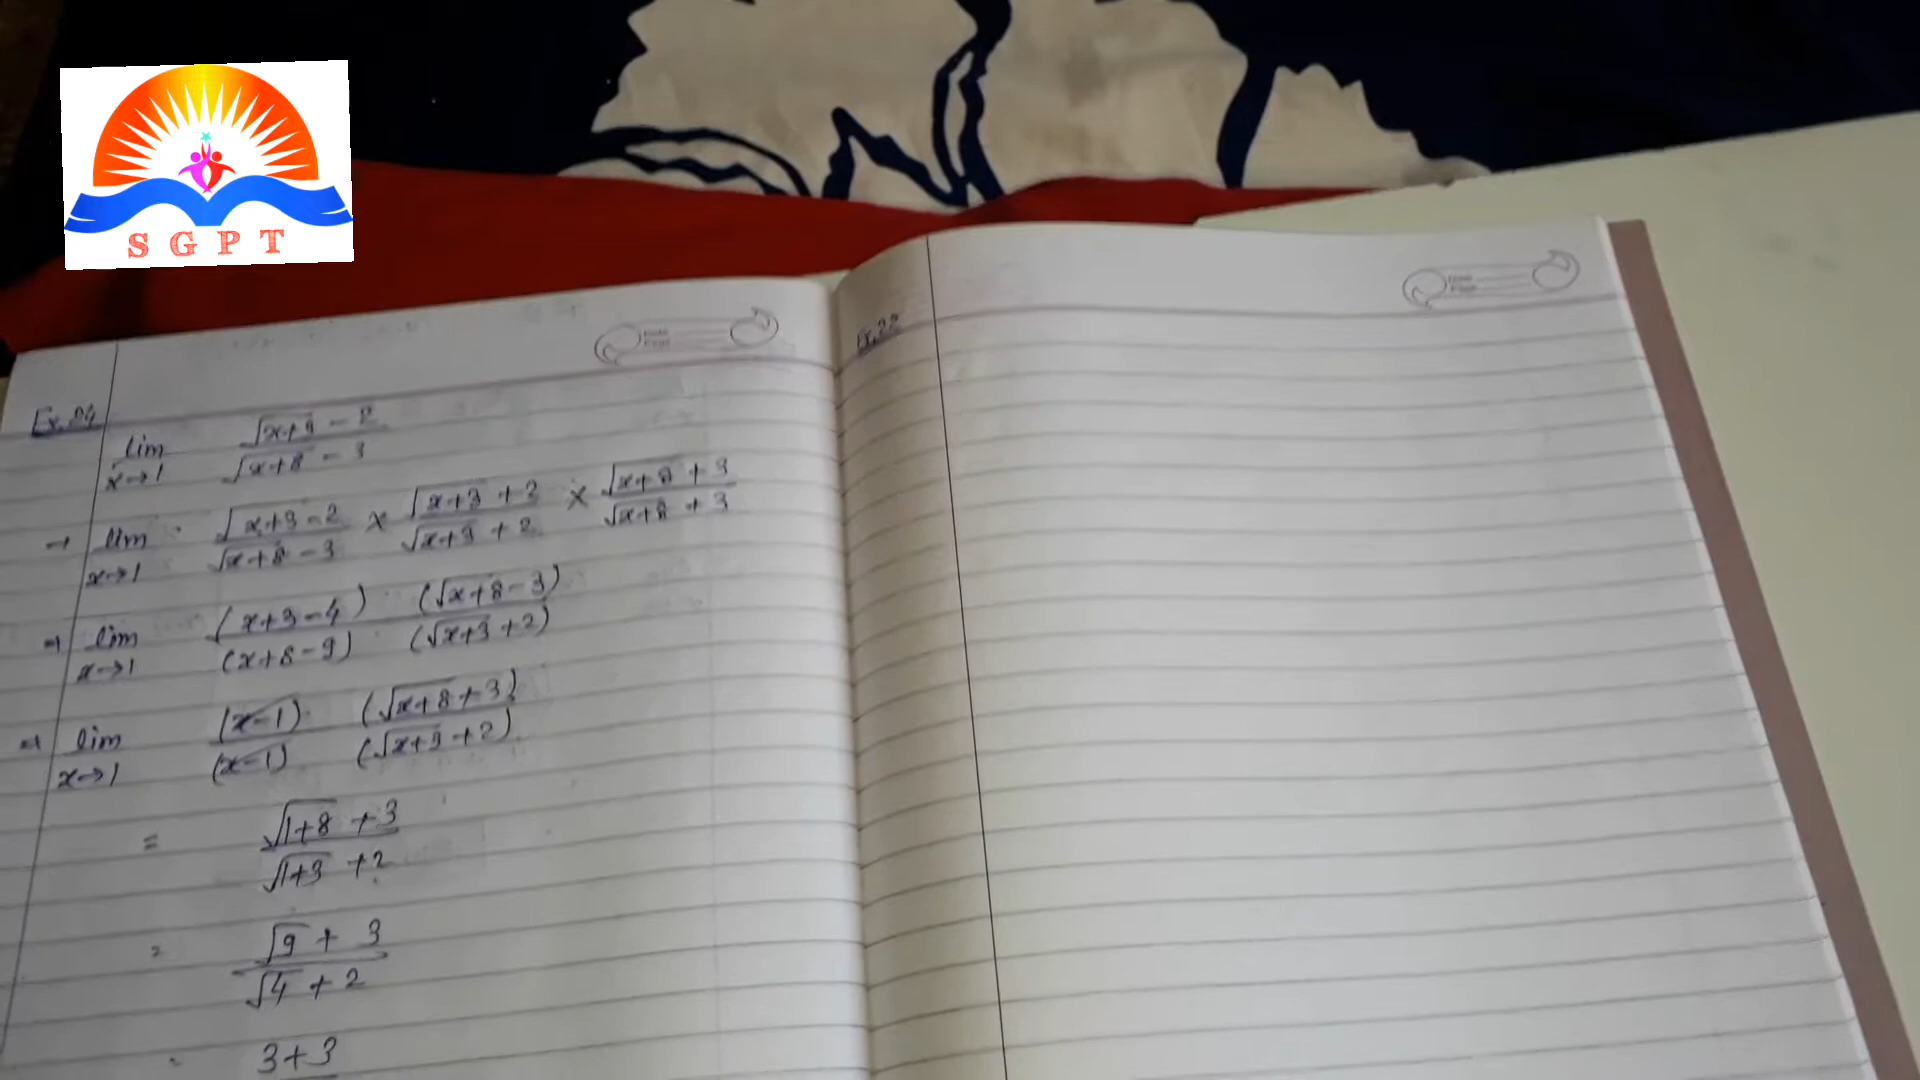 SGPT
Ex.24
lim x→1 √x+3 - 2 / √x+8 - 3
→ lim x→1 √x+3 - 2 / √x+8 - 3 × √x+3 + 2 / √x+3 + 2 × √x+8 + 3 / √x+8 + 3
⇒ lim x→1 (x+3-4) (√x+8 - 3) / (x+8-9) (√x+3 + 2)
⇒ lim x→1 (x-1) (√x+8 + 3) / (x-1) (√x+3 + 2)
= √1+8 + 3 / √1+3 + 2
= √9 + 3 / √4 + 2
= 3+3